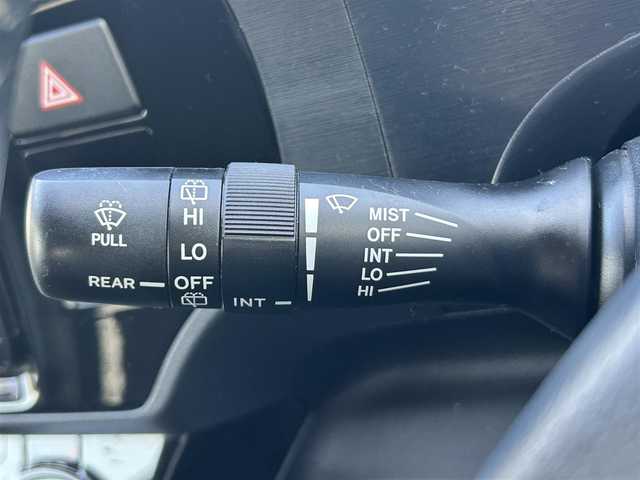 PULL
REAR
HI
LO
OFF
INT
MIST
OFF
INT
LO
HI